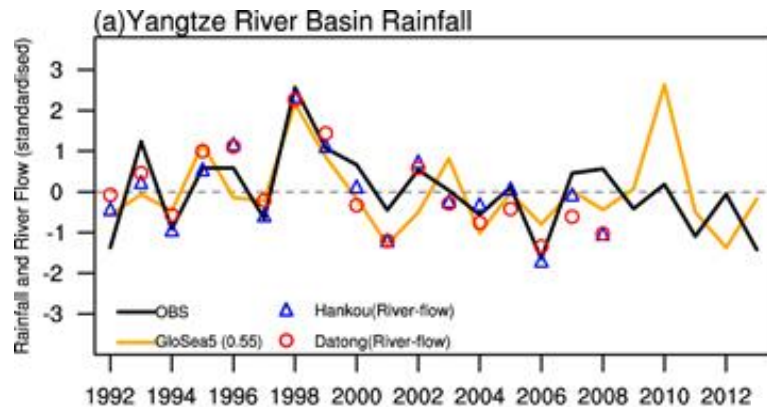 (a)Yangtze River Basin Rainfall
Rainfall and River Flow (standardised)
3
2
1
0
-1
-2
-3
OBS
Hankou(River-flow)
GloSea5 (0.55)
Datong(River-flow)
1992 1994 1996 1998 2000 2002 2004 2006 2008 2010 2012